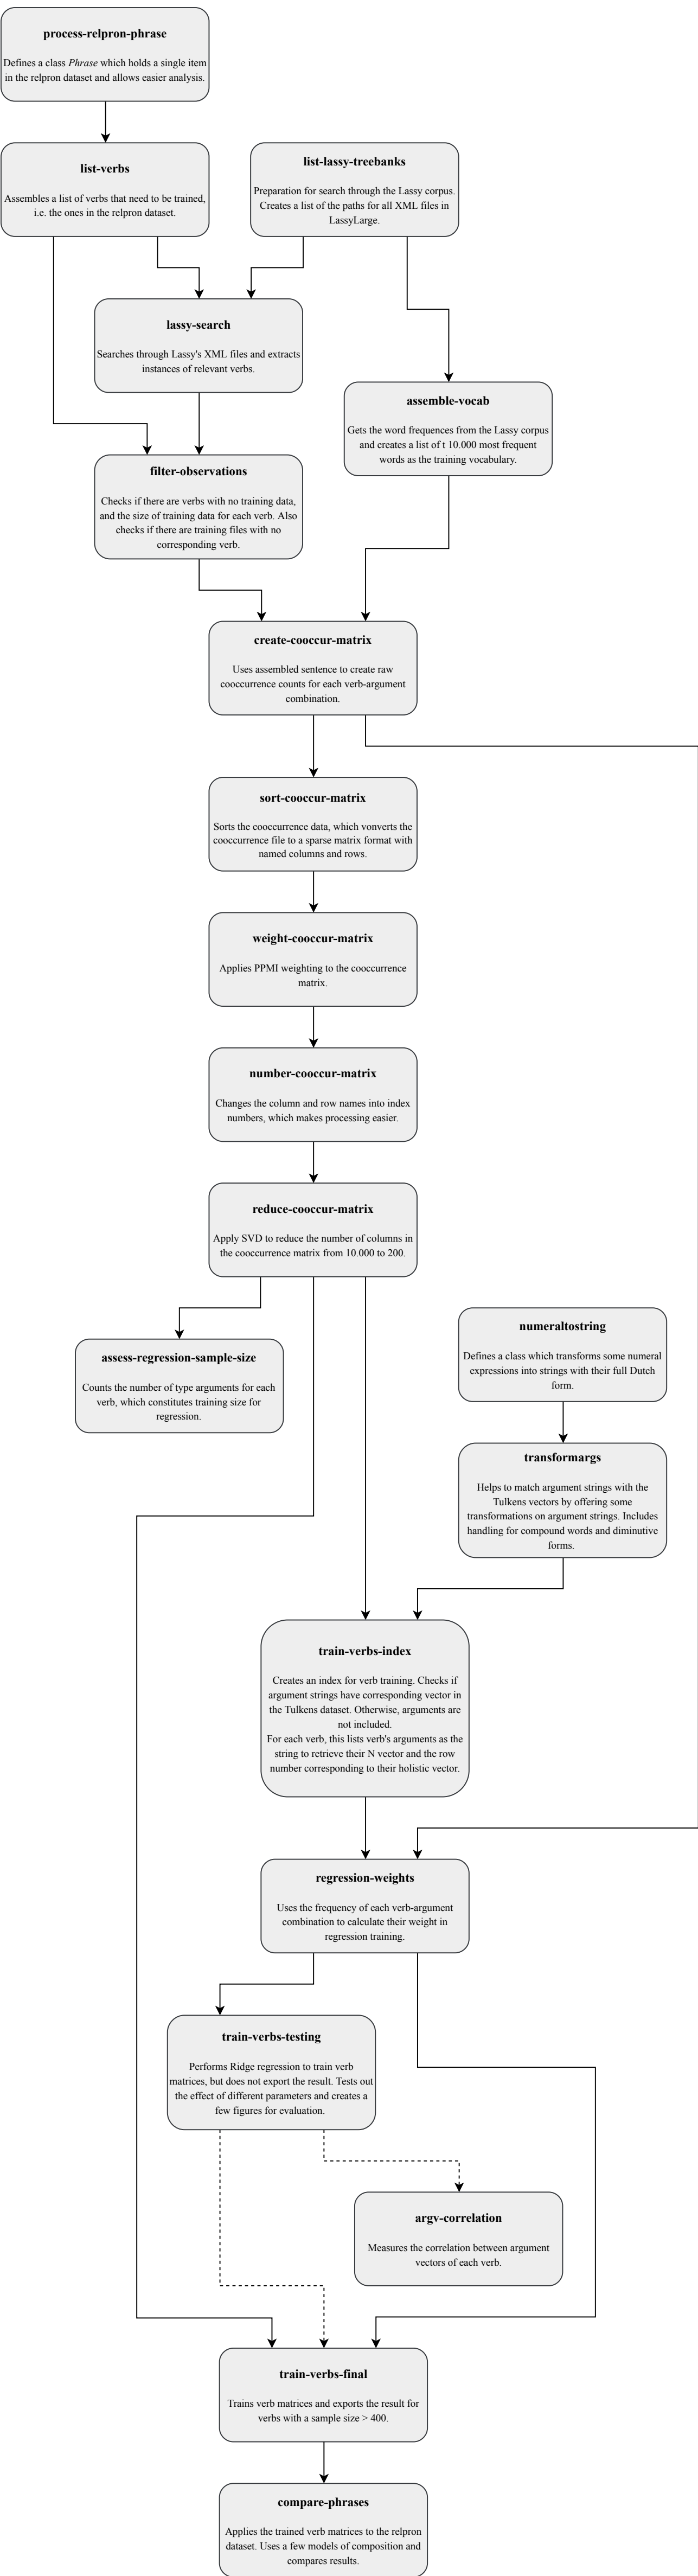 process-relpron-phrase
Defines a class Phrase which holds a single item
in the relpron dataset and allows easier analysis.
list-verbs
Assembles a list of verbs that need to be trained,
i.e. the ones in the relpron dataset.
list-lassy-treebanks
Preparation for search through the Lassy corpus.
Creates a list of the paths for all XML files in
LassyLarge.
lassy-search
Searches through Lassy's XML files and extracts
instances of relevant verbs.
assemble-vocab
Gets the word frequences from the Lassy corpus
and creates a list of t 10.000 most frequent
words as the training vocabulary.
filter-observations
Checks if there are verbs with no training data,
and the size of training data for each verb. Also
checks if there are training files with no
corresponding verb.
create-cooccur-matrix
Uses assembled sentence to create raw
cooccurrence counts for each verb-argument
combination.
sort-cooccur-matrix
Sorts the cooccurrence data, which vonverts the
cooccurrence file to a sparse matrix format with
named columns and rows.
weight-cooccur-matrix
Applies PPMI weighting to the cooccurrence
matrix.
number-cooccur-matrix
Changes the column and row names into index
numbers, which makes processing easier.
reduce-cooccur-matrix
Apply SVD to reduce the number of columns in
the cooccurrence matrix from 10.000 to 200.
assess-regression-sample-size
Counts the number of type arguments for each
verb, which constitutes training size for
regression.
numeraltostring
Defines a class which transforms some numeral
expressions into strings with their full Dutch
form.
transformargs
Helps to match argument strings with the
Tulkens vectors by offering some
transformations on argument strings. Includes
handling for compound words and diminutive
forms.
train-verbs-index
Creates an index for verb training. Checks if
argument strings have corresponding vector in
the Tulkens dataset. Otherwise, arguments are
not included.
For each verb, this lists verb's arguments as the
string to retrieve their N vector and the row
number corresponding to their holistic vector.
regression-weights
Uses the frequency of each verb-argument
combination to calculate their weight in
regression training.
train-verbs-testing
Performs Ridge regression to train verb
matrices, but does not export the result. Tests out
the effect of different parameters and creates a
few figures for evaluation.
argv-correlation
Measures the correlation between argument
vectors of each verb.
train-verbs-final
Trains verb matrices and exports the result for
verbs with a sample size > 400.
compare-phrases
Applies the trained verb matrices to the relpron
dataset. Uses a few models of composition and
compares results.